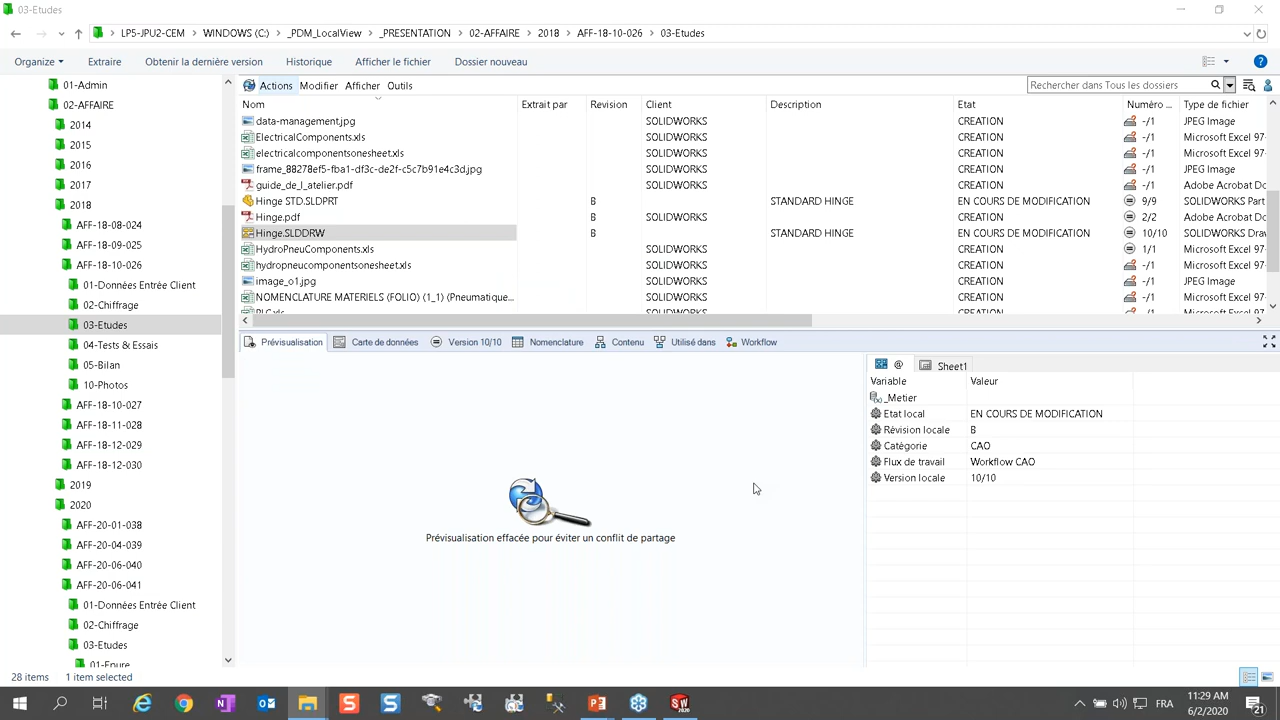 03-Etudes
LP5-JPU2-CEM > WINDOWS (C:) > _PDM_LocalView > _PRESENTATION > 02-AFFAIRE > 2018 > AFF-18-10-026 > 03-Etudes
Organize Extraire Obtenir la dernière version Historique Afficher le fichier Dossier nouveau
01-Admin
02-AFFAIRE
2014
2015
2016
2017
2018
AFF-18-08-024
AFF-18-09-025
AFF-18-10-026
01-Données Entrée Client
02-Chiffrage
03-Etudes
04-Tests & Essais
05-Bilan
10-Photos
AFF-18-10-027
AFF-18-11-028
AFF-18-12-029
AFF-18-12-030
2019
2020
AFF-20-01-038
AFF-20-04-039
AFF-20-06-040
AFF-20-06-041
01-Données Entrée Client
02-Chiffrage
03-Etudes
01-Epure
Actions Modifier Afficher Outils
Rechercher dans Tous les dossiers
Nom Extrait par Revision Client Description Etat Numéro ... Type de fichier
data-management.jpg SOLIDWORKS CREATION -/1 JPEG Image
ElectricalComponents.xls SOLIDWORKS CREATION -/1 Microsoft Excel 97-
electricalcomponentsonesheet.xls SOLIDWORKS CREATION -/1 Microsoft Excel 97-
frame_88278ef5-fba1-df3c-de2f-c5c7b91e4c3d.jpg SOLIDWORKS CREATION -/1 JPEG Image
guide_de_l_atelier.pdf SOLIDWORKS CREATION -/1 Adobe Acrobat Do
Hinge STD.SLDPRT B STANDARD HINGE EN COURS DE MODIFICATION 9/9 SOLIDWORKS Part
Hinge.pdf B SOLIDWORKS CREATION 2/2 Adobe Acrobat Do
Hinge.SLDDRW B STANDARD HINGE EN COURS DE MODIFICATION 10/10 SOLIDWORKS Drav
HydroPneuComponents.xls SOLIDWORKS CREATION 1/1 Microsoft Excel 97-
hydropneucomponentsonesheet.xls SOLIDWORKS CREATION -/1 Microsoft Excel 97-
image_o1.jpg SOLIDWORKS CREATION -/1 JPEG Image
NOMENCLATURE MATERIELS (FOLIO) (1_1) (Pneumatique... SOLIDWORKS CREATION -/1 Microsoft Excel 97-
PLC.xls SOLIDWORKS CREATION -/1 Microsoft Excel 97-
Prévisualisation Carte de données Version 10/10 Nomenclature Contenu Utilisé dans Workflow
Prévisualisation effacée pour éviter un conflit de partage
@ Sheet1
Variable Valeur
_Metier
Etat local EN COURS DE MODIFICATION
Révision locale B
Catégorie CAO
Flux de travail Workflow CAO
Version locale 10/10
28 items 1 item selected
FRA
11:29 AM
6/2/2020
21